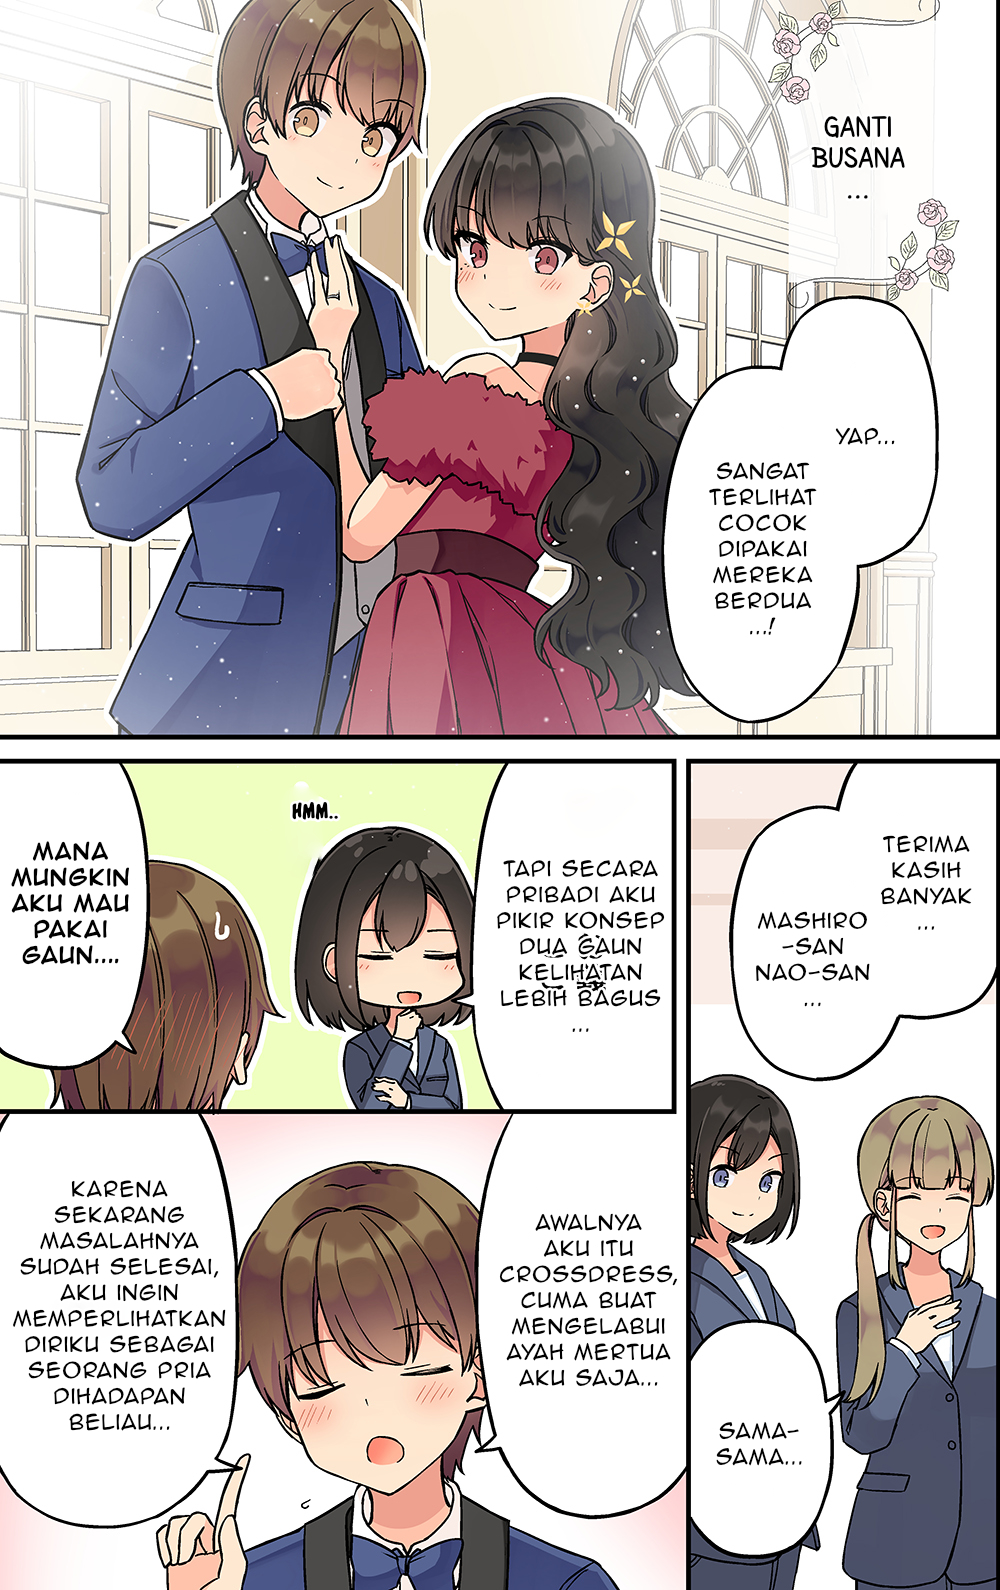 GANTI
BUSANA
...
YAP...
SANGAT
TERLIHAT
COCOK
DIPAKAI
MEREKA
BERDUA
...!
TERIMA
KASIH
BANYAK
...
MASHIRO
-SAN
NAO-SAN
...
SAMA-
SAMA...
TAPI SECARA
PRIBADI AKU
PIKIR KONSEP
DUA GAUN
KELIHATAN
LEBIH BAGUS
...
HMM..
MANA
MUNGKIN
AKU MAU
PAKAI
GAUN....
AWALNYA
AKU ITU
CROSSDRESS,
CUMA BUAT
MENGELABUI
AYAH MERTUA
AKU SAJA...
KARENA
SEKARANG
MASALAHNYA
SUDAH SELESAI,
AKU INGIN
MEMPERLIHATKAN
DIRIKU SEBAGAI
SEORANG PRIA
DIHADAPAN
BELIAU...